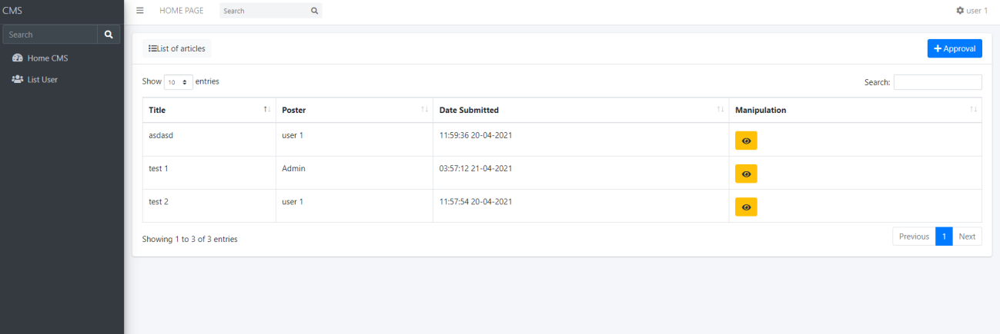 CMS
HOME PAGE
Search
user 1
Search
Home CMS
List User
List of articles
Approval
Show 10 entries
Search:
Title Poster Date Submitted Manipulation
asdasd user 1 11:59:36 20-04-2021
test 1 Admin 03:57:12 21-04-2021
test 2 user 1 11:57:54 20-04-2021
Showing 1 to 3 of 3 entries
Previous 1 Next